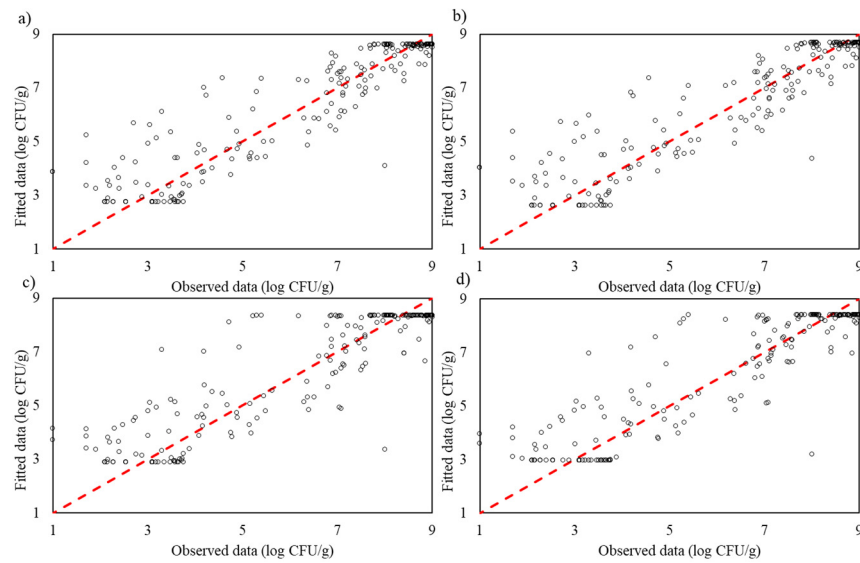 a)
9
7
5
3
1
Fitted data (log CFU/g)
1 3 5 7 9
Observed data (log CFU/g)
b)
9
7
5
3
1
Fitted data (log CFU/g)
1 3 5 7 9
Observed data (log CFU/g)
c)
9
7
5
3
1
Fitted data (log CFU/g)
1 3 5 7 9
Observed data (log CFU/g)
d)
9
7
5
3
1
Fitted data (log CFU/g)
1 3 5 7 9
Observed data (log CFU/g)